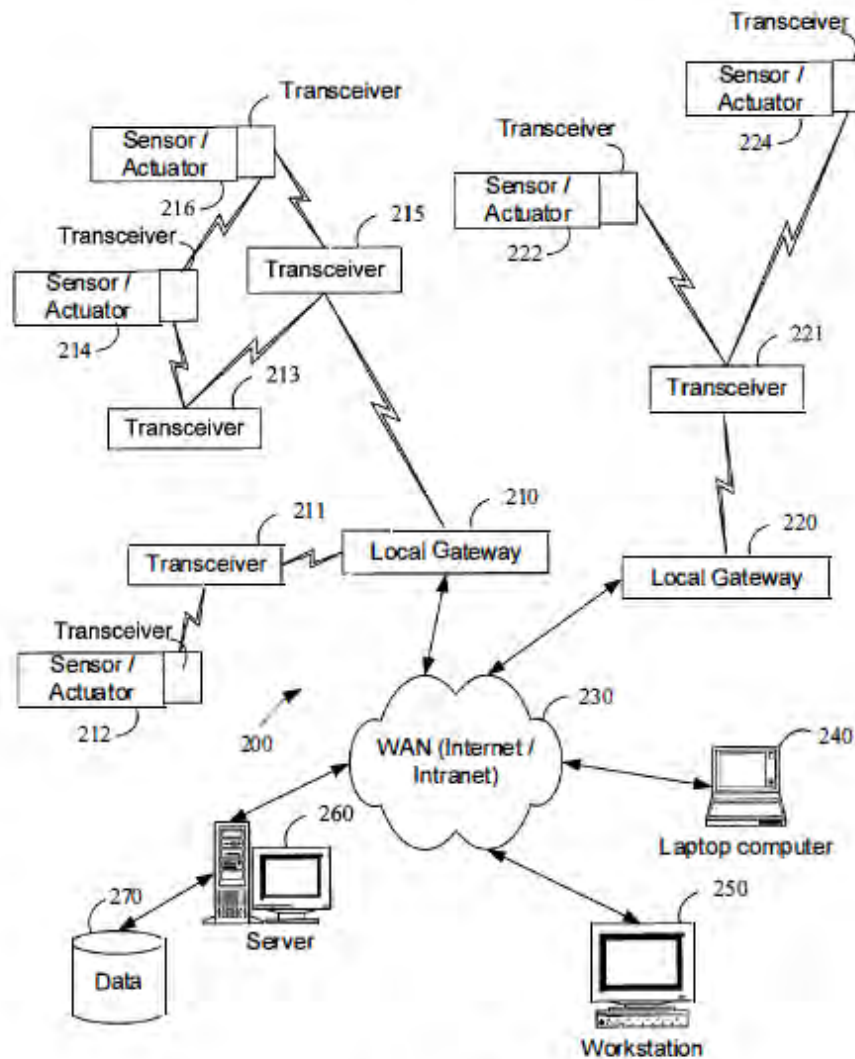 Transceiver
Sensor /
Actuator
224
Transceiver
Sensor /
Actuator
216
Transceiver
Sensor /
Actuator
222
215
Transceiver
Transceiver
Sensor /
Actuator
214
221
Transceiver
213
Transceiver
210
Local Gateway
211
Transceiver
220
Local Gateway
Transceiver
Sensor /
Actuator
212
200
230
WAN (Internet /
Intranet)
240
Laptop computer
260
Server
250
Workstation
270
Data